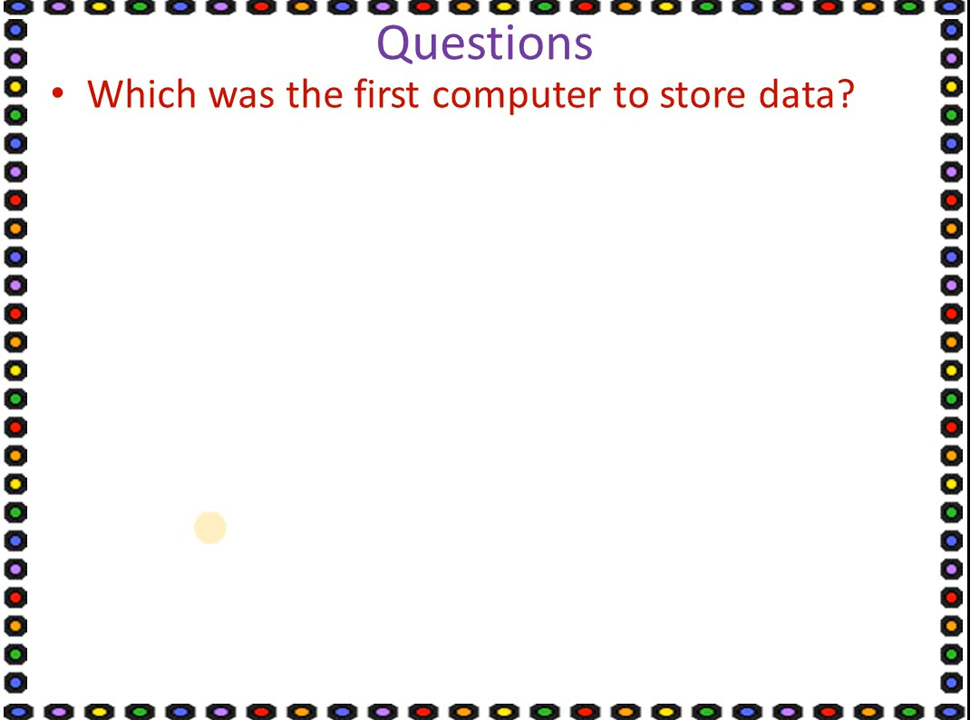 Questions
• Which was the first computer to store data?